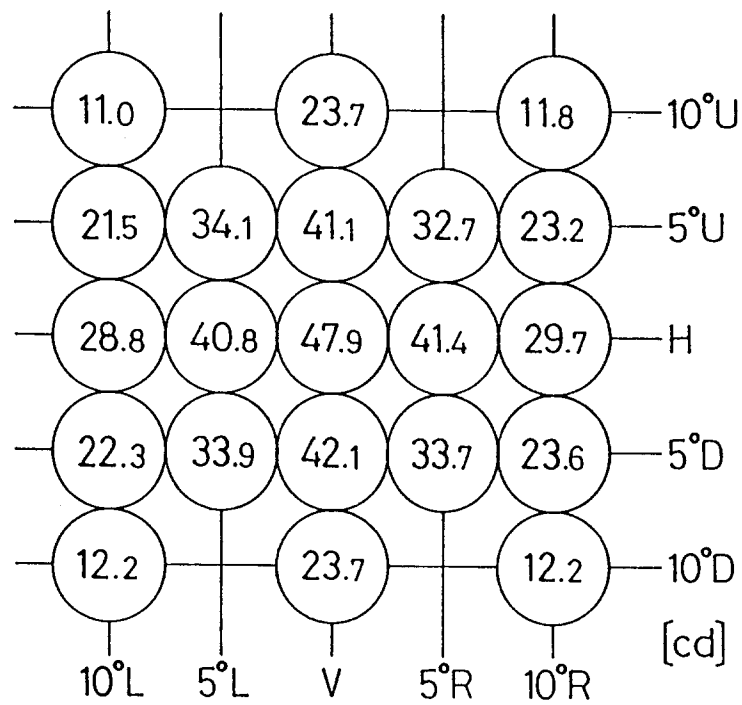 11.0 23.7 11.8 10°U
21.5 34.1 41.1 32.7 23.2 5°U
28.8 40.8 47.9 41.4 29.7 H
22.3 33.9 42.1 33.7 23.6 5°D
12.2 23.7 12.2 10°D
[cd]
10°L 5°L V 5°R 10°R